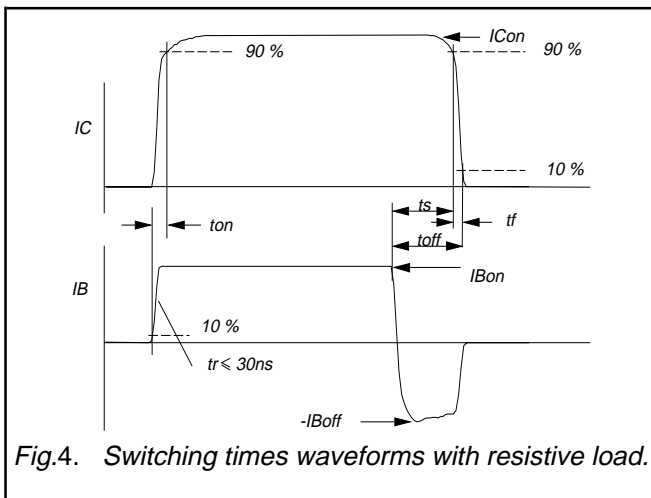 ICon
90 %
90 %
IC
10 %
ts
ton
tf
toff
IBon
IB
10 %
tr ⩽ 30ns
-IBoff
Fig.4. Switching times waveforms with resistive load.